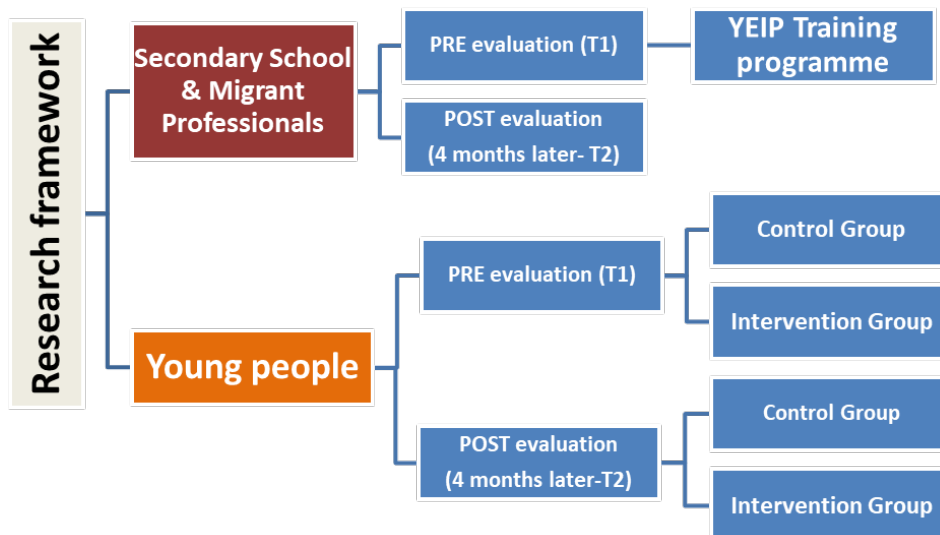 Research framework
Secondary School
& Migrant
Professionals
PRE evaluation (T1)
YEIP Training
programme
POST evaluation
(4 months later- T2)
Young people
PRE evaluation (T1)
Control Group
Intervention Group
POST evaluation
(4 months later-T2)
Control Group
Intervention Group